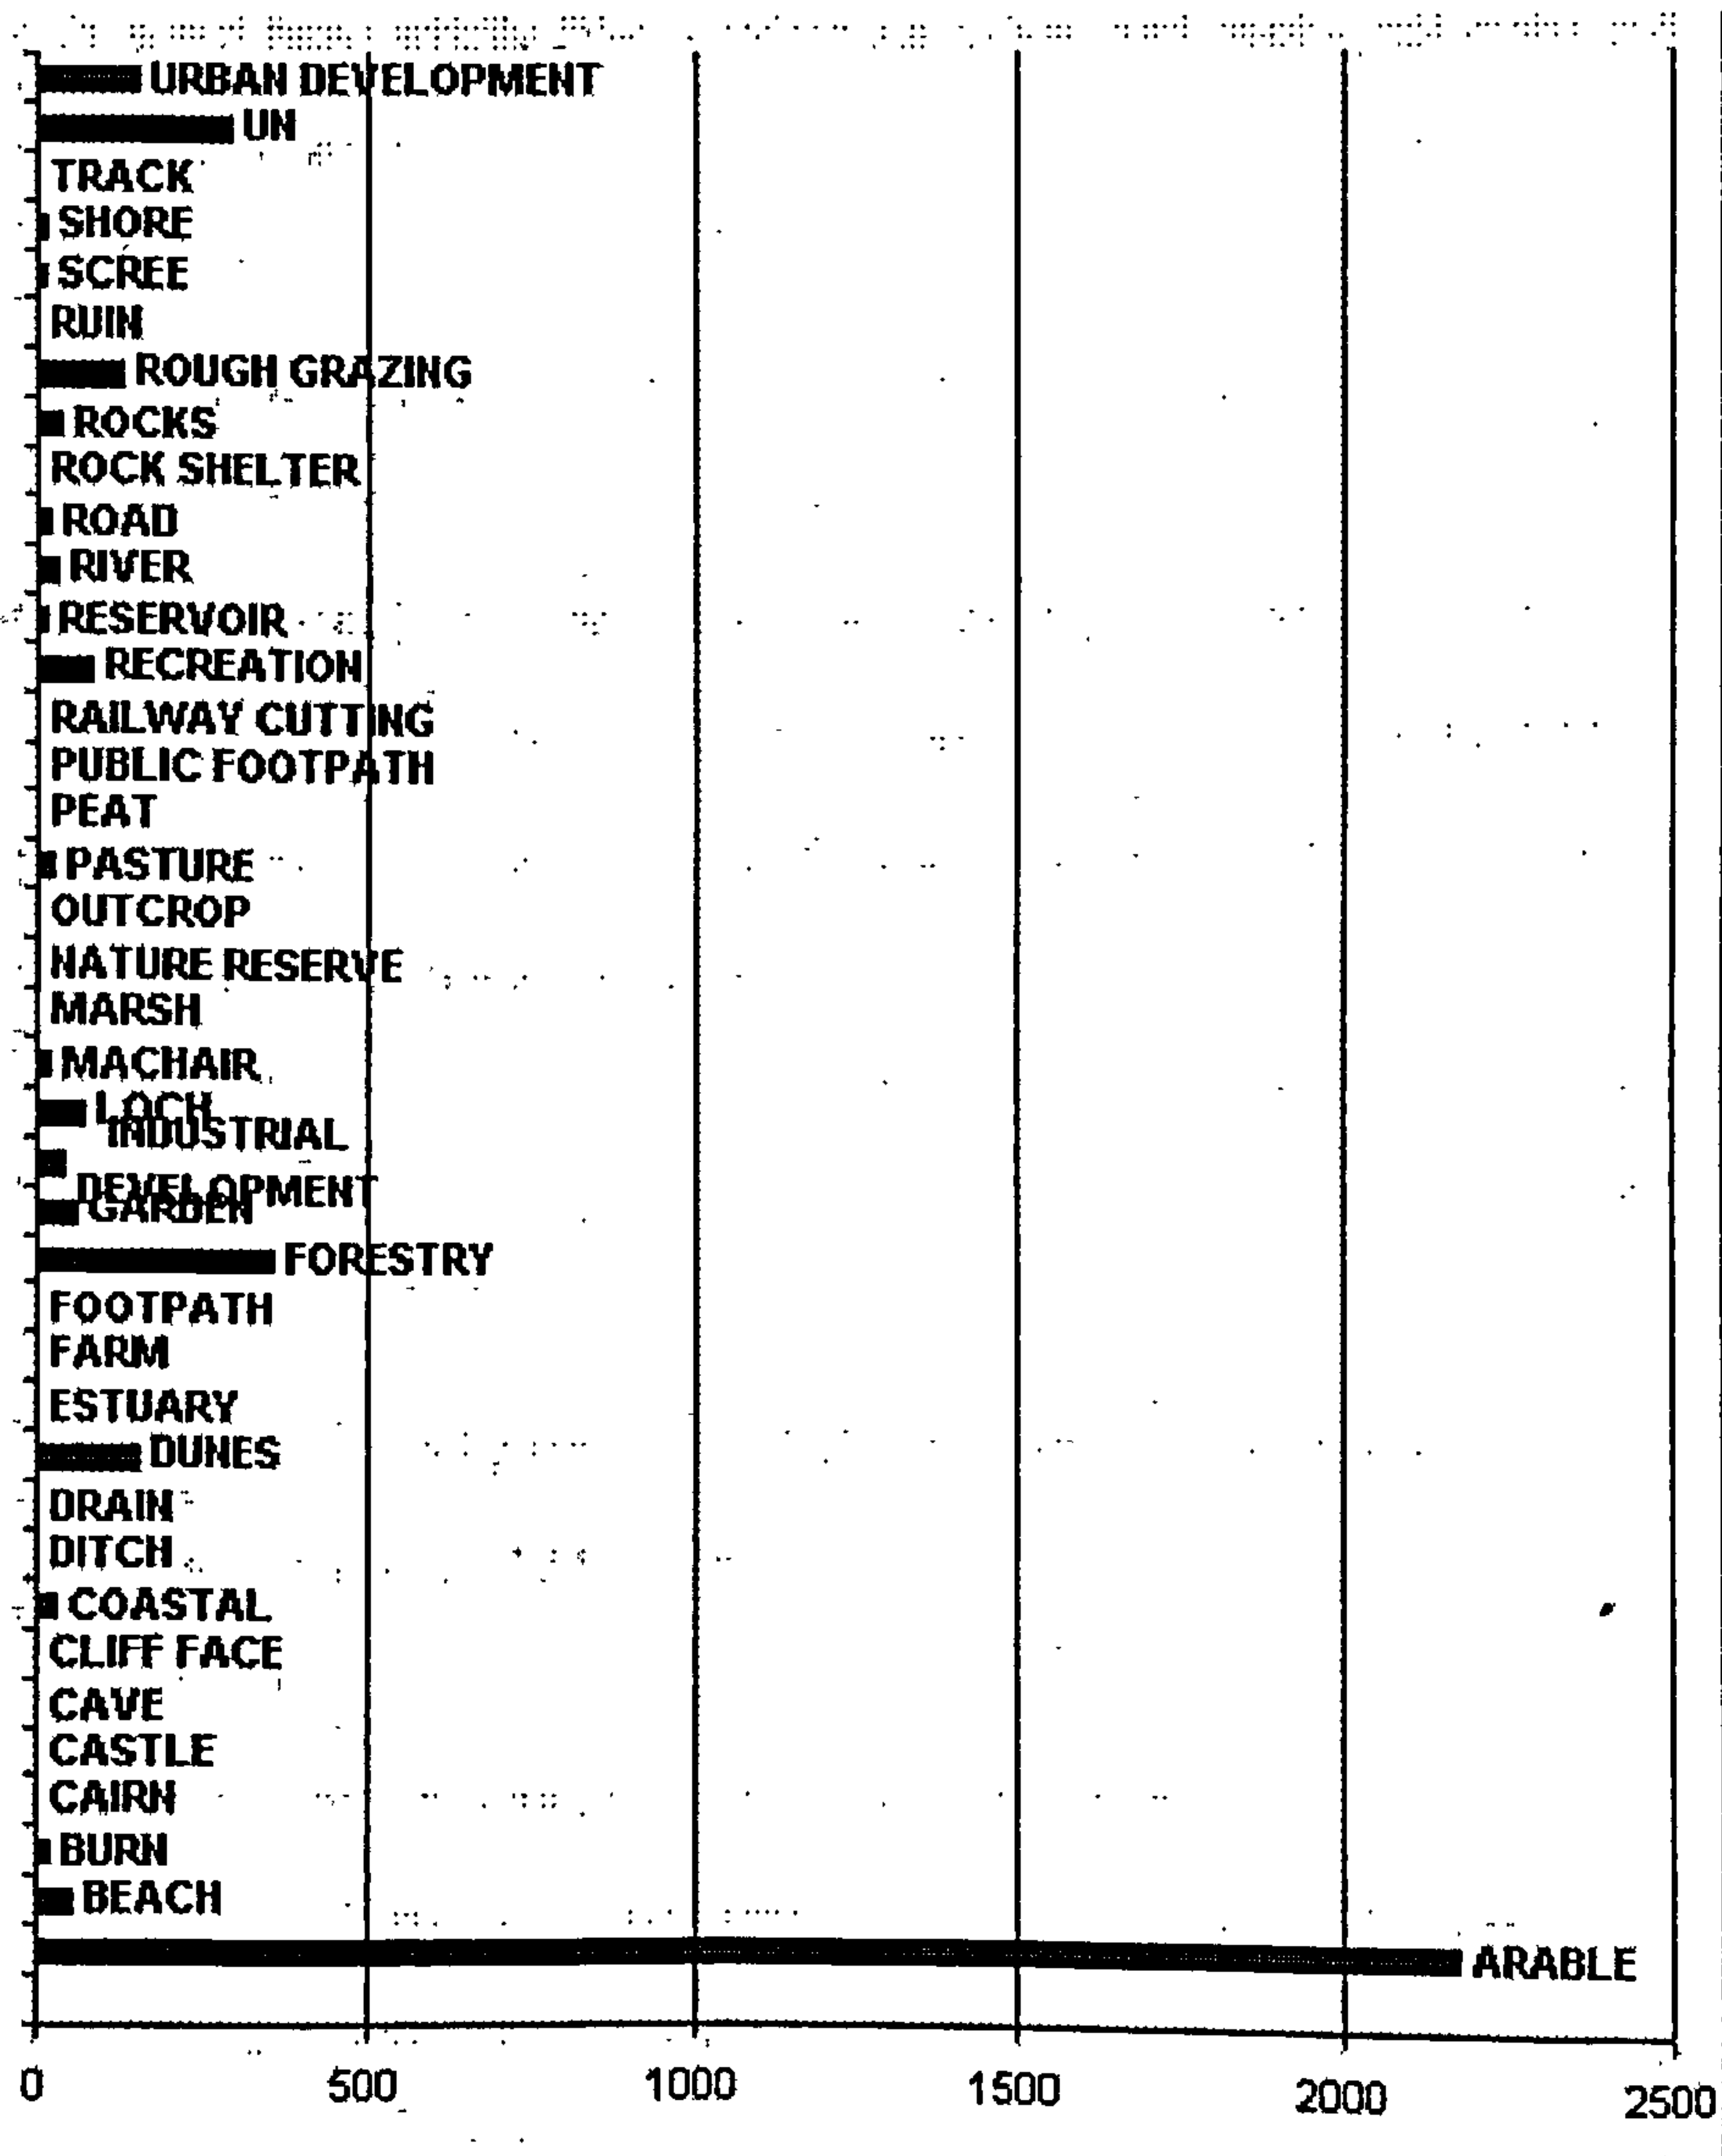 URBAN DEVELOPMENT
UN
TRACK
SHORE
SCREE
RUIN
ROUGH GRAZING
ROCKS
ROCK SHELTER
ROAD
RIVER
RESERVOIR
RECREATION
RAILWAY CUTTING
PUBLIC FOOTPATH
PEAT
PASTURE
OUTCROP
NATURE RESERVE
MARSH
MACHAIR
LOCH
INDUSTRIAL
DEVELOPMENT
GARDEN
FORESTRY
FOOTPATH
FARM
ESTUARY
DUNES
DRAIN
DITCH
COASTAL
CLIFF FACE
CAVE
CASTLE
CAIRN
BURN
BEACH
ARABLE
0 500 1000 1500 2000 2500